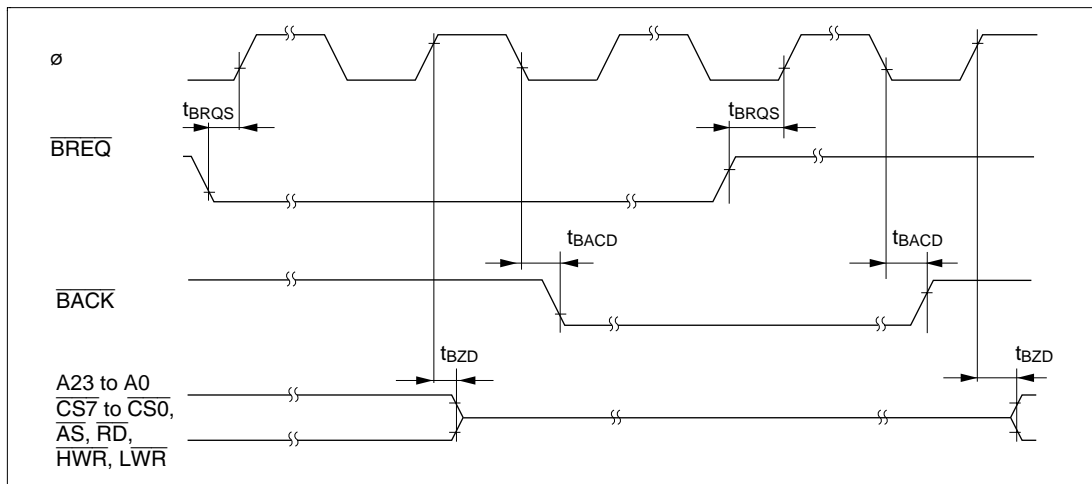 ø
tBRQS tBRQS
BREQ
tBACD tBACD
BACK
tBZD tBZD
A23 to A0
CS7 to CS0,
AS, RD,
HWR, LWR